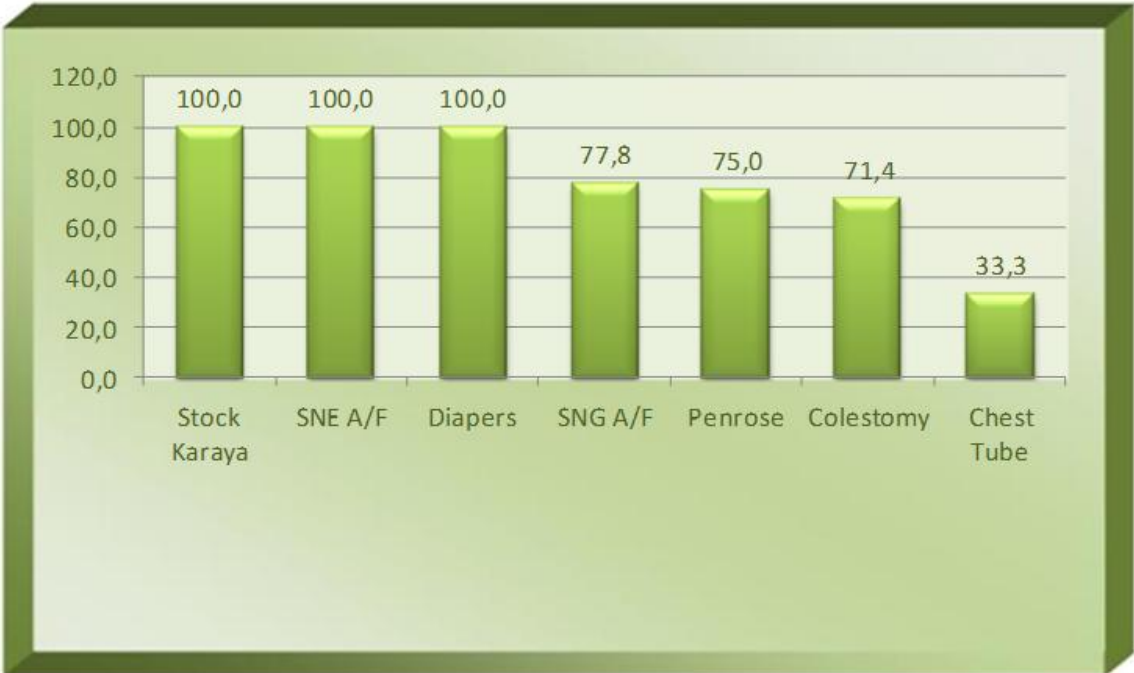 120,0
100,0
80,0
60,0
40,0
20,0
0,0
100,0
100,0
100,0
77,8
75,0
71,4
33,3
Stock
Karaya
SNE A/F
Diapers
SNG A/F
Penrose
Colestomy
Chest
Tube